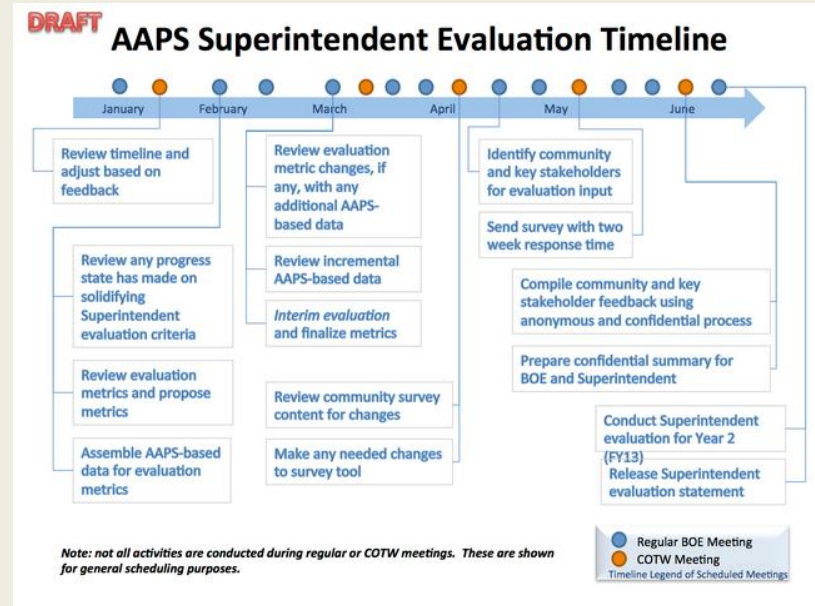 DRAFT
AAPS Superintendent Evaluation Timeline
January
February
March
April
May
June
Review timeline and
adjust based on
feedback
Review any progress
state has made on
solidifying
Superintendent
evaluation criteria
Review evaluation
metrics and propose
metrics
Assemble AAPS-based
data for evaluation
metrics
Review evaluation
metric changes, if
any, with any
additional AAPS-
based data
Review incremental
AAPS-based data
Interim evaluation
and finalize metrics
Review community survey
content for changes
Make any needed changes
to survey tool
Identify community
and key stakeholders
for evaluation input
Send survey with two
week response time
Compile community and key
stakeholder feedback using
anonymous and confidential process
Prepare confidential summary for
BOE and Superintendent
Conduct Superintendent
evaluation for Year 2
(FY13)
Release Superintendent
evaluation statement
Note: not all activities are conducted during regular or COTW meetings. These are shown
for general scheduling purposes.
Regular BOE Meeting
COTW Meeting
Timeline Legend of Scheduled Meetings